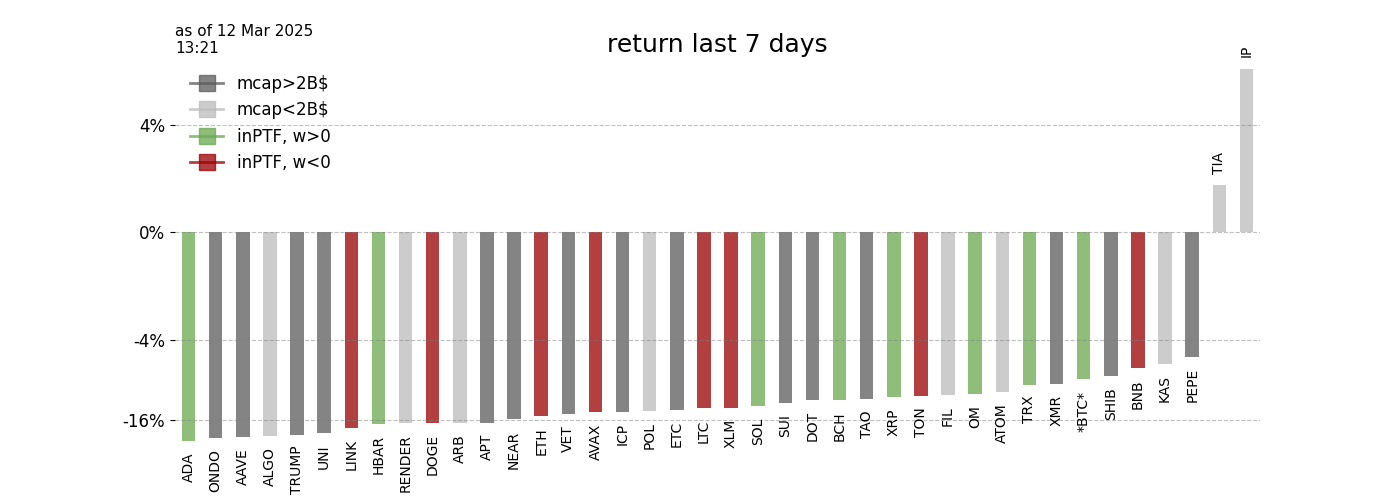 as of 12 Mar 2025
13:21
return last 7 days
mcap>2B$
mcap<2B$
inPTF, w>0
inPTF, w<0
4%
0%
-4%
-16%
ADA
ONDO
AAVE
ALGO
TRUMP
UNI
LINK
HBAR
RENDER
DOGE
ARB
APT
NEAR
ETH
VET
AVAX
ICP
POL
ETC
LTC
XLM
SOL
SUI
DOT
BCH
TAO
XRP
TON
FIL
OM
ATOM
TRX
XMR
*BTC*
SHIB
BNB
KAS
PEPE
TIA
IP